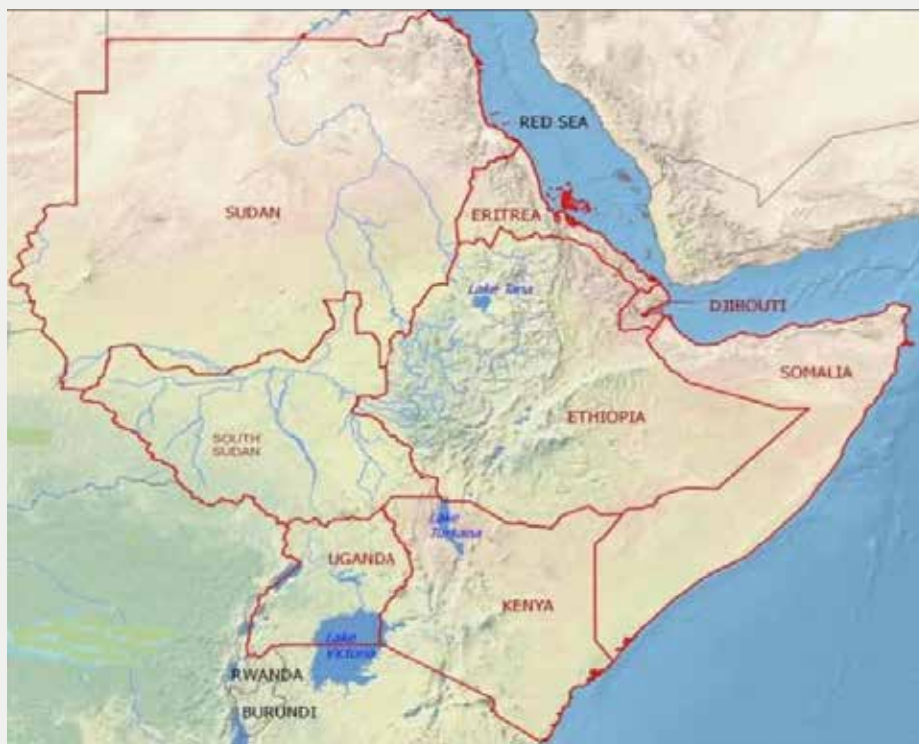 RED SEA
SUDAN
ERITREA
Lake Tana
DJIBOUTI
SOMALIA
ETHIOPIA
SOUTH
SUDAN
Lake
Turkana
UGANDA
KENYA
Lake
Victoria
RWANDA
BURUNDI